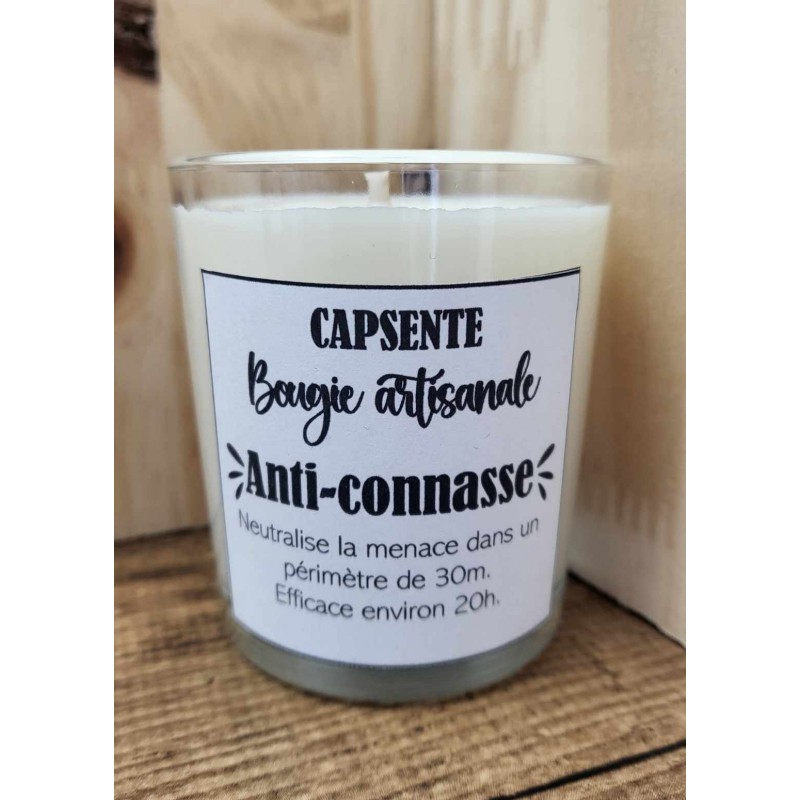 CAPSENTE
Bougie artisanale
Anti-connasse
Neutralise la menace dans un
périmètre de 30m.
Efficace environ 20h.